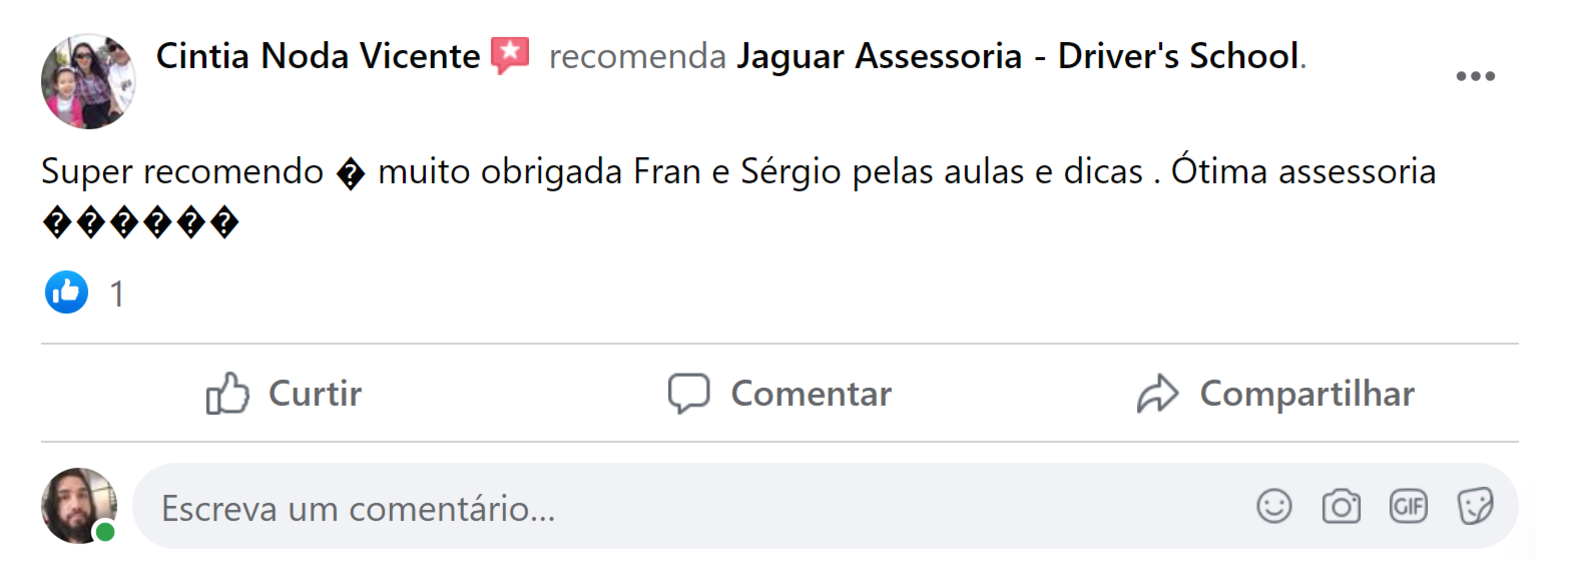 Cintia Noda Vicente recomenda Jaguar Assessoria - Driver's School.
Super recomendo � muito obrigada Fran e Sérgio pelas aulas e dicas . Ótima assessoria
������
1
Curtir Comentar Compartilhar
Escreva um comentário... GIF